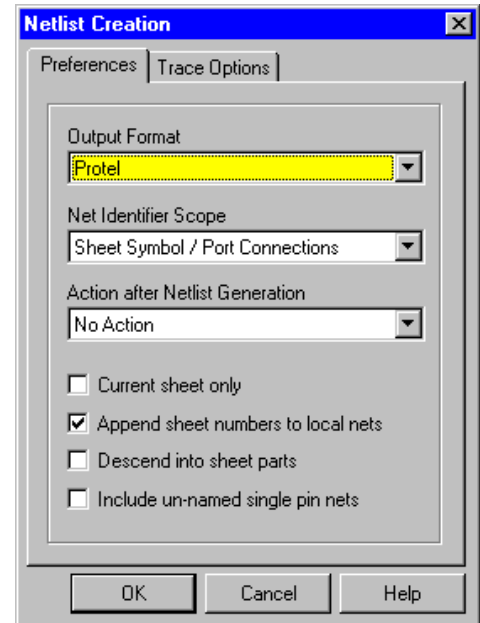 Netlist Creation
Preferences Trace Options
Output Format
Protel
Net Identifier Scope
Sheet Symbol / Port Connections
Action after Netlist Generation
No Action
Current sheet only
Append sheet numbers to local nets
Descend into sheet parts
Include un-named single pin nets
OK Cancel Help